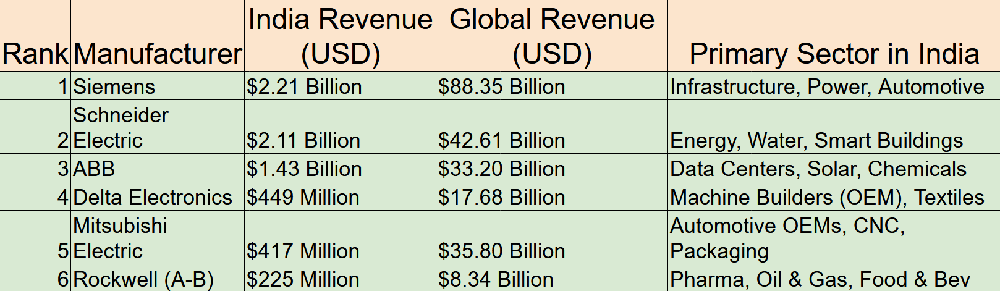 Rank Manufacturer India Revenue (USD) Global Revenue (USD) Primary Sector in India
1 Siemens $2.21 Billion $88.35 Billion Infrastructure, Power, Automotive
2 Schneider Electric $2.11 Billion $42.61 Billion Energy, Water, Smart Buildings
3 ABB $1.43 Billion $33.20 Billion Data Centers, Solar, Chemicals
4 Delta Electronics $449 Million $17.68 Billion Machine Builders (OEM), Textiles
5 Mitsubishi Electric $417 Million $35.80 Billion Automotive OEMs, CNC, Packaging
6 Rockwell (A-B) $225 Million $8.34 Billion Pharma, Oil & Gas, Food & Bev